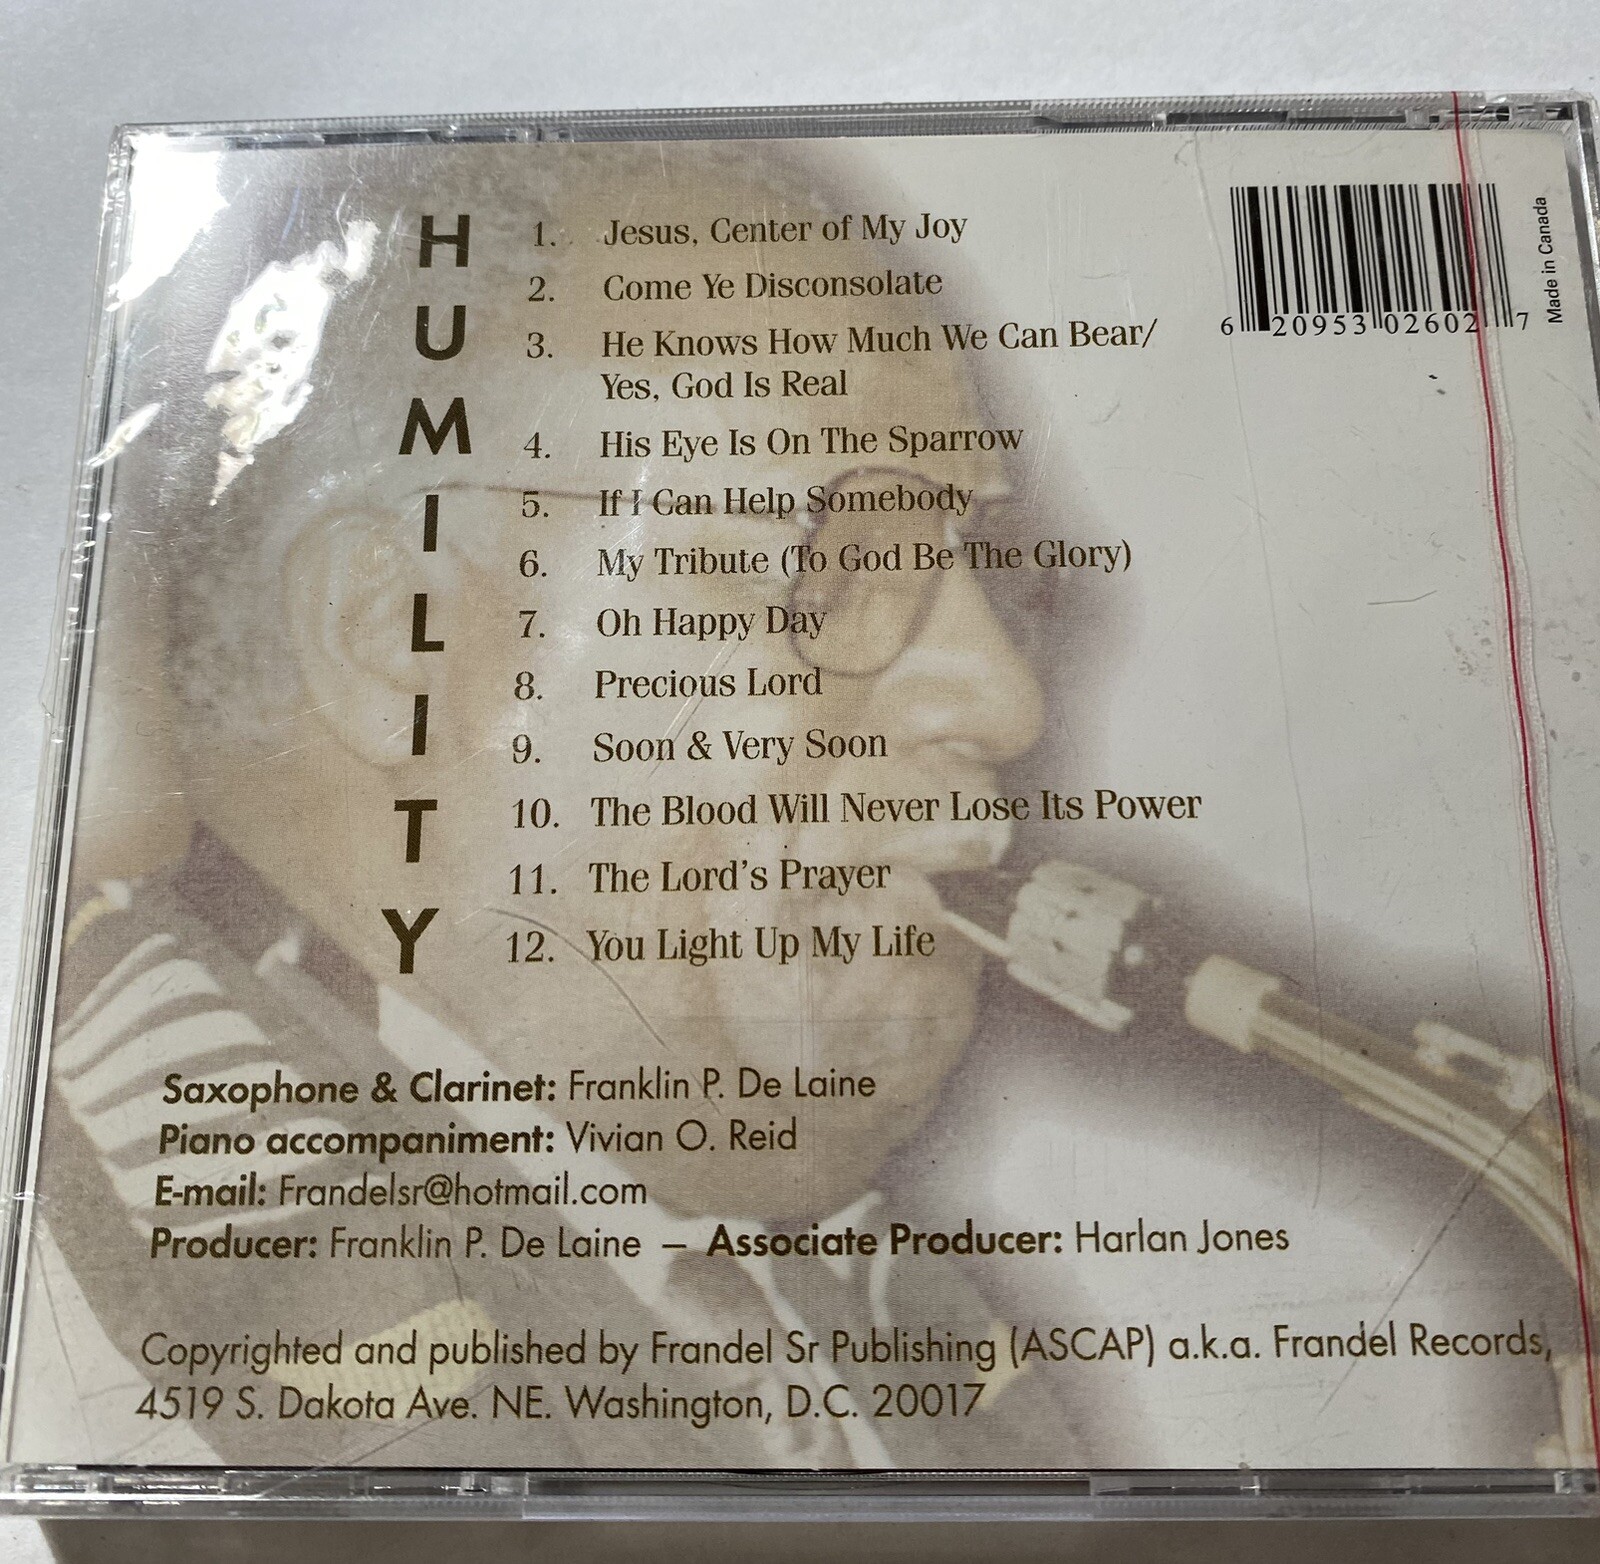 HUMILITY
1. Jesus, Center of My Joy
2. Come Ye Disconsolate
3. He Knows How Much We Can Bear/
Yes, God Is Real
4. His Eye Is On The Sparrow
5. If I Can Help Somebody
6. My Tribute (To God Be The Glory)
7. Oh Happy Day
8. Precious Lord
9. Soon & Very Soon
10. The Blood Will Never Lose Its Power
11. The Lord's Prayer
12. You Light Up My Life
6 20953 02602 7
Made in Canada
Saxophone & Clarinet: Franklin P. De Laine
Piano accompaniment: Vivian O. Reid
E-mail: Frandelsr@hotmail.com
Producer: Franklin P. De Laine – Associate Producer: Harlan Jones
Copyrighted and published by Frandel Sr Publishing (ASCAP) a.k.a. Frandel Records,
4519 S. Dakota Ave. NE. Washington, D.C. 20017